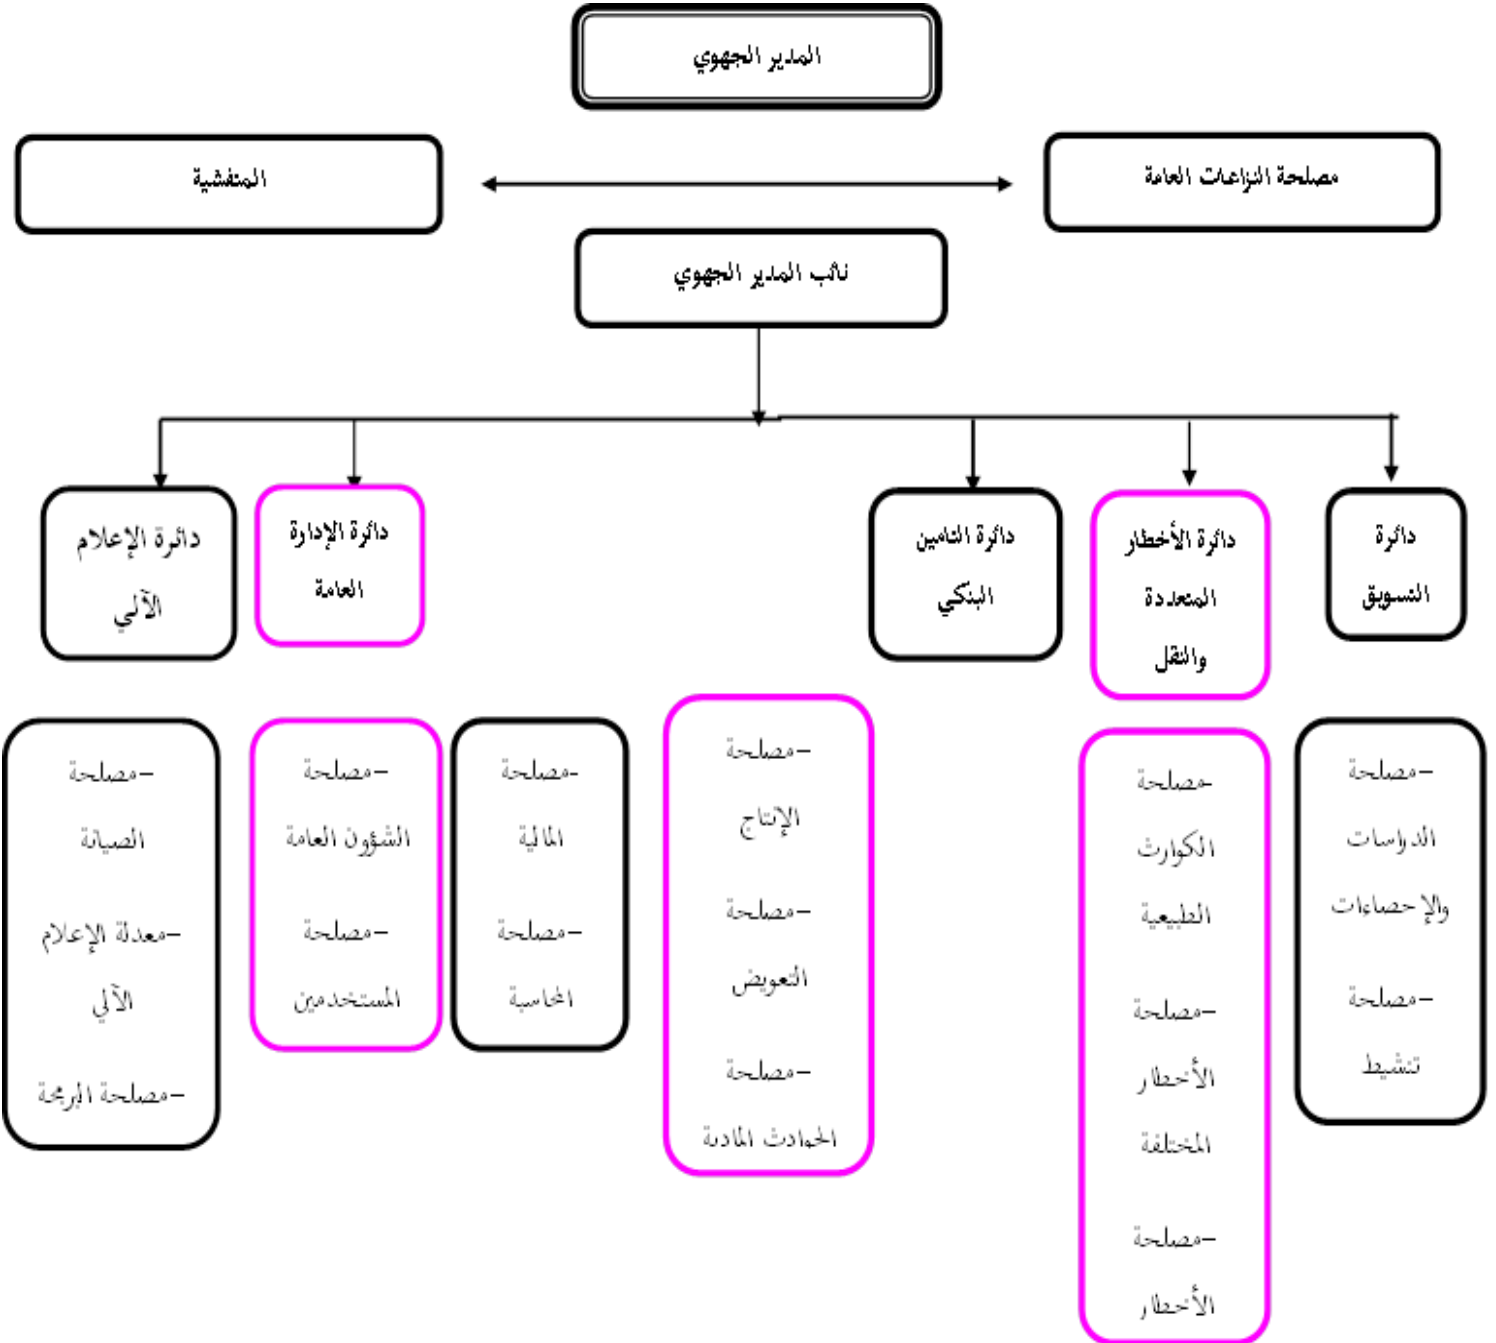 المدير الجهوي
مصلحة النزاعات العامة
المتفشية
نائب المدير الجهوي
دائرة
التسويق
دائرة الأخطار
المتعددة
والنقل
دائرة التامين
البنكي
دائرة الإدارة
العامة
دائرة الإعلام
الآلي
-مصلحة
الدراسات
والإحصاءات
-مصلحة
تنشيط
-مصلحة
الكوارث
الطبيعية
-مصلحة
الأخطار
المختلفة
-مصلحة
الأخطار
-مصلحة
الإنتاج
-مصلحة
التعويض
-مصلحة
الحوادث المادية
-مصلحة
المالية
-مصلحة
المحاسبة
-مصلحة
الشؤون العامة
-مصلحة
المستخدمين
-مصلحة
الصيانة
-معدلة الإعلام
الآلي
-مصلحة البرمجة